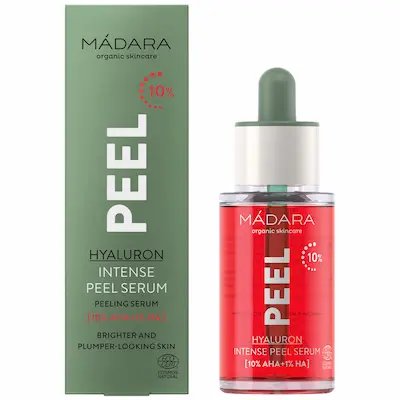 MÁDARA
organic skincare
10%
PEEL
HYALURON
INTENSE
PEEL SERUM
PEELING SERUM
[10% AHA+1% HA]
BRIGHTER AND
PLUMPER-LOOKING SKIN
COSMOS
NATURAL
MÁDARA
organic skincare
10%
PEEL
HYALURON
INTENSE PEEL SERUM
[10% AHA+1% HA]